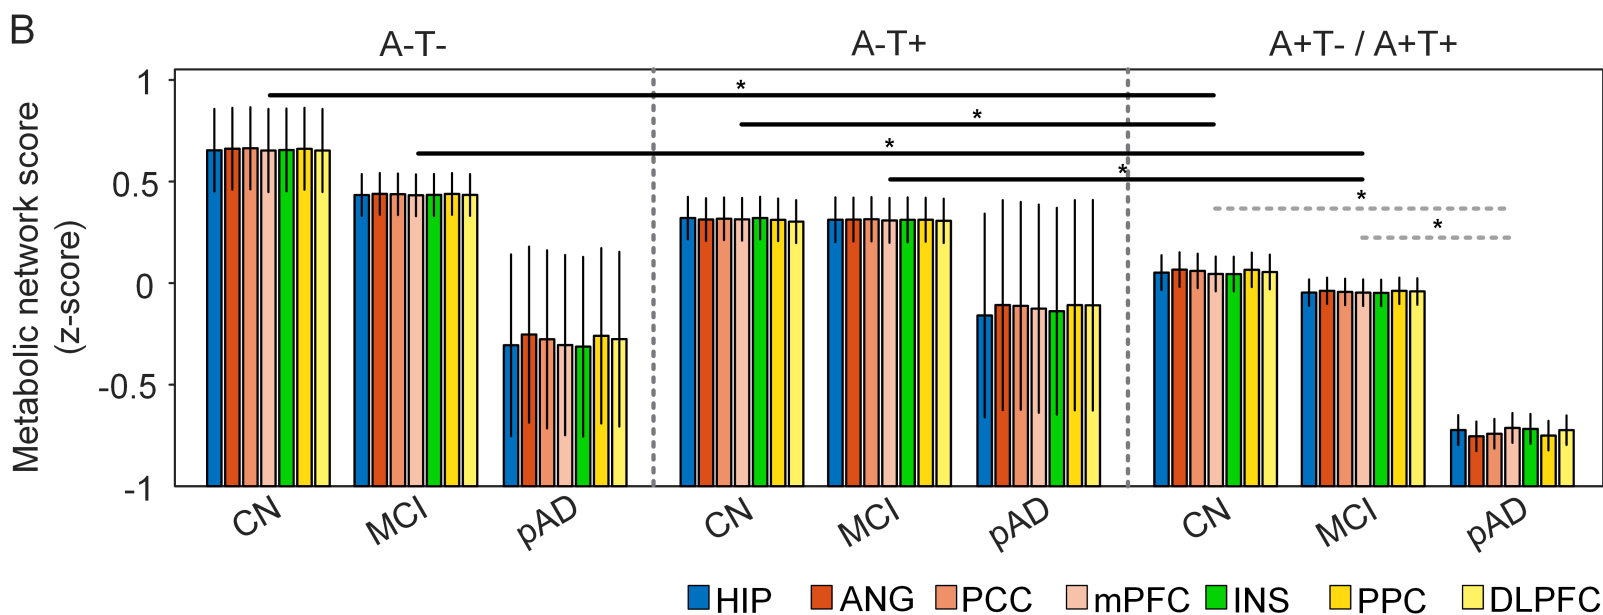 B
A-T-
A-T+
A+T- / A+T+
Metabolic network score
(z-score)
1
0.5
0
-0.5
-1
*
*
*
*
*
*
CN
MCI
pAD
CN
MCI
pAD
CN
MCI
pAD
HIP
ANG
PCC
mPFC
INS
PPC
DLPFC